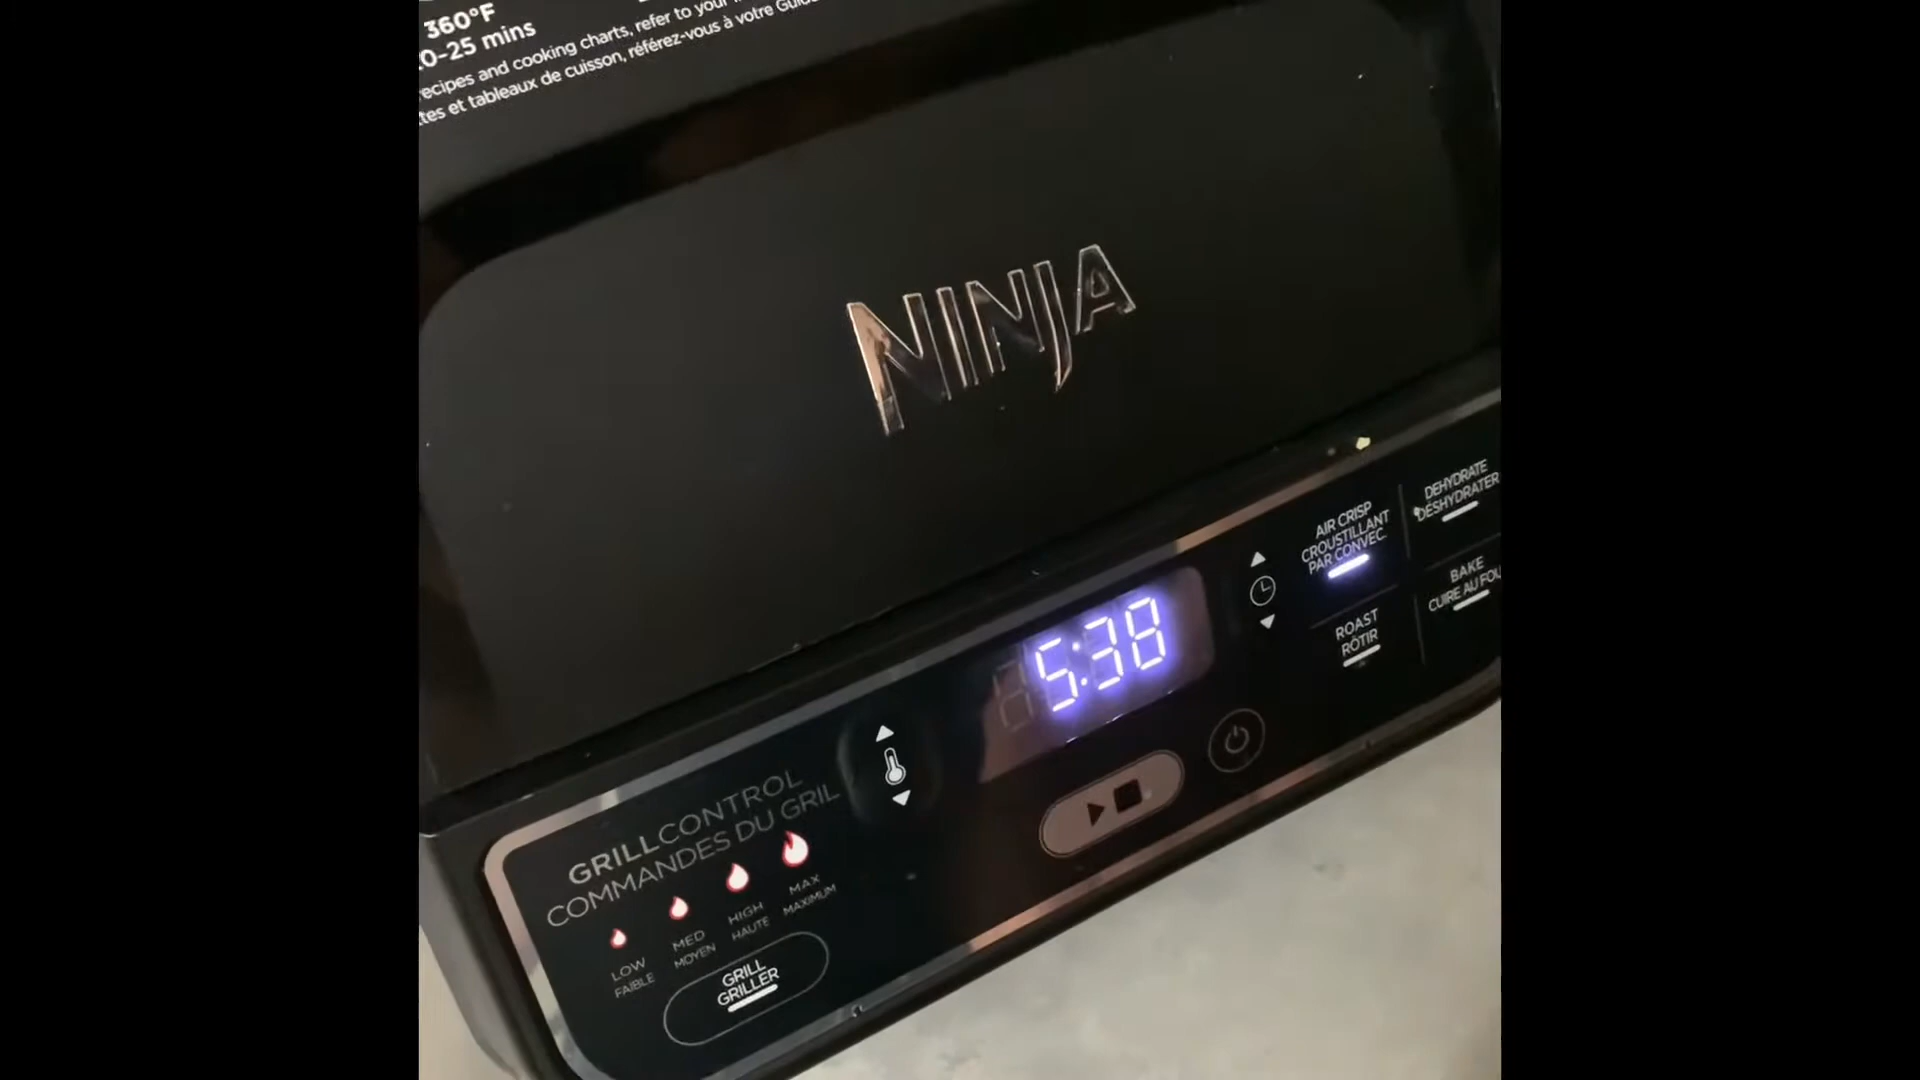 360°F
0-25 mins
recipes and cooking charts, refer to your
tes et tableaux de cuisson, référez-vous à votre Guide
NINJA
DEHYDRATE
DÉSHYDRATER
AIR CRISP
CROUSTILLANT
PAR CONVEC.
BAKE
CUIRE AU FOU
ROAST
RÔTIR
5:38
GRILLCONTROL
COMMANDES DU GRIL
LOW
FAIBLE
MED
MOYEN
HIGH
HAUTE
MAX
MAXIMUM
GRILL
GRILLER